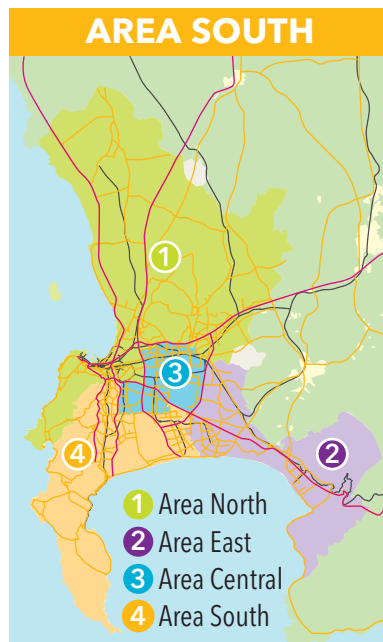 AREA SOUTH
1
3
4
2
1 Area North
2 Area East
3 Area Central
4 Area South